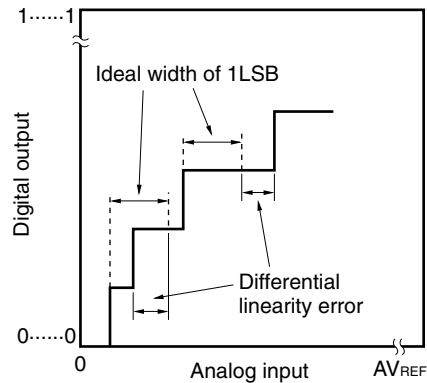 1......1
Ideal width of 1LSB
Digital output
Differential
linearity error
0......0
0
Analog input
AVREF